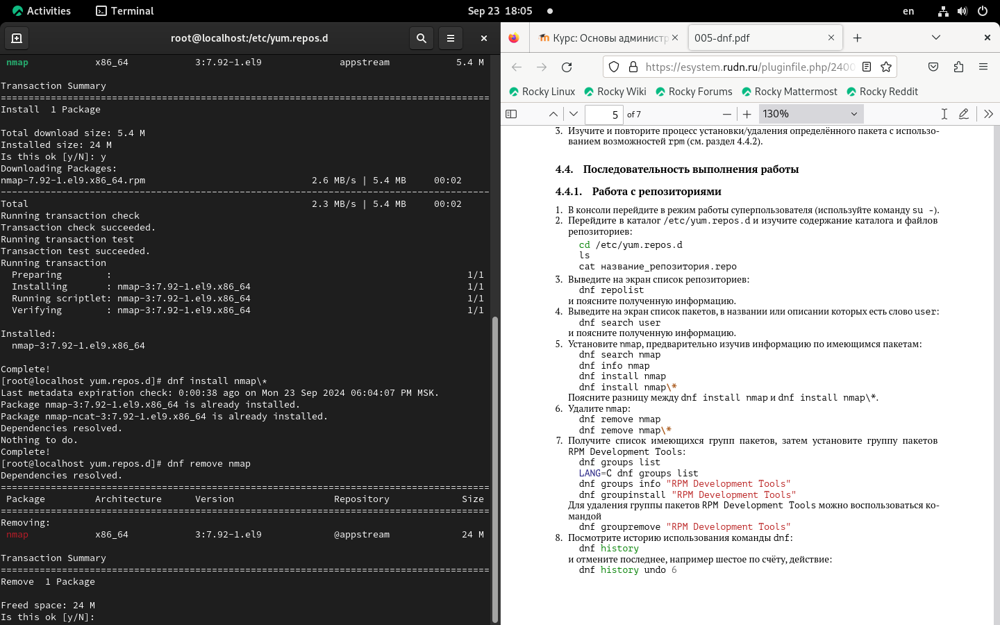 Activities Terminal Sep 23 18:05 en
root@localhost:/etc/yum.repos.d
nmap x86_64 3:7.92-1.el9 appstream 5.4 M
Transaction Summary
================================================================================
Install  1 Package
Total download size: 5.4 M
Installed size: 24 M
Is this ok [y/N]: y
Downloading Packages:
nmap-7.92-1.el9.x86_64.rpm 2.6 MB/s | 5.4 MB 00:02
--------------------------------------------------------------------------------
Total 2.3 MB/s | 5.4 MB 00:02
Running transaction check
Transaction check succeeded.
Running transaction test
Transaction test succeeded.
Running transaction
Preparing : 1/1
Installing : nmap-3:7.92-1.el9.x86_64 1/1
Running scriptlet: nmap-3:7.92-1.el9.x86_64 1/1
Verifying : nmap-3:7.92-1.el9.x86_64 1/1
Installed:
nmap-3:7.92-1.el9.x86_64
Complete!
[root@localhost yum.repos.d]# dnf install nmap\*
Last metadata expiration check: 0:00:38 ago on Mon 23 Sep 2024 06:04:07 PM MSK.
Package nmap-3:7.92-1.el9.x86_64 is already installed.
Package nmap-ncat-3:7.92-1.el9.x86_64 is already installed.
Dependencies resolved.
Nothing to do.
Complete!
[root@localhost yum.repos.d]# dnf remove nmap
Dependencies resolved.
================================================================================
Package Architecture Version Repository Size
================================================================================
Removing:
nmap x86_64 3:7.92-1.el9 @appstream 24 M
Transaction Summary
================================================================================
Remove  1 Package
Freed space: 24 M
Is this ok [y/N]:
Курс: Основы администр 005-dnf.pdf
https://esystem.rudn.ru/pluginfile.php/2400
Rocky Linux Rocky Wiki Rocky Forums Rocky Mattermost Rocky Reddit
5 of 7 130%
3. Изучите и повторите процесс установки/удаления определённого пакета с использо-
ванием возможностей rpm (см. раздел 4.4.2).
4.4. Последовательность выполнения работы
4.4.1. Работа с репозиториями
1. В консоли перейдите в режим работы суперпользователя (используйте команду su -).
2. Перейдите в каталог /etc/yum.repos.d и изучите содержание каталога и файлов
репозиториев:
cd /etc/yum.repos.d
ls
cat название_репозитория.repo
3. Выведите на экран список репозиториев:
dnf repolist
и поясните полученную информацию.
4. Выведите на экран список пакетов, в названии или описании которых есть слово user:
dnf search user
и поясните полученную информацию.
5. Установите nmap, предварительно изучив информацию по имеющимся пакетам:
dnf search nmap
dnf info nmap
dnf install nmap
dnf install nmap\*
Поясните разницу между dnf install nmap и dnf install nmap\*.
6. Удалите nmap:
dnf remove nmap
dnf remove nmap\*
7. Получите список имеющихся групп пакетов, затем установите группу пакетов
RPM Development Tools:
dnf groups list
LANG=C dnf groups list
dnf groups info "RPM Development Tools"
dnf groupinstall "RPM Development Tools"
Для удаления группы пакетов RPM Development Tools можно воспользоваться ко-
мандой
dnf groupremove "RPM Development Tools"
8. Посмотрите историю использования команды dnf:
dnf history
и отмените последнее, например шестое по счёту, действие:
dnf history undo 6